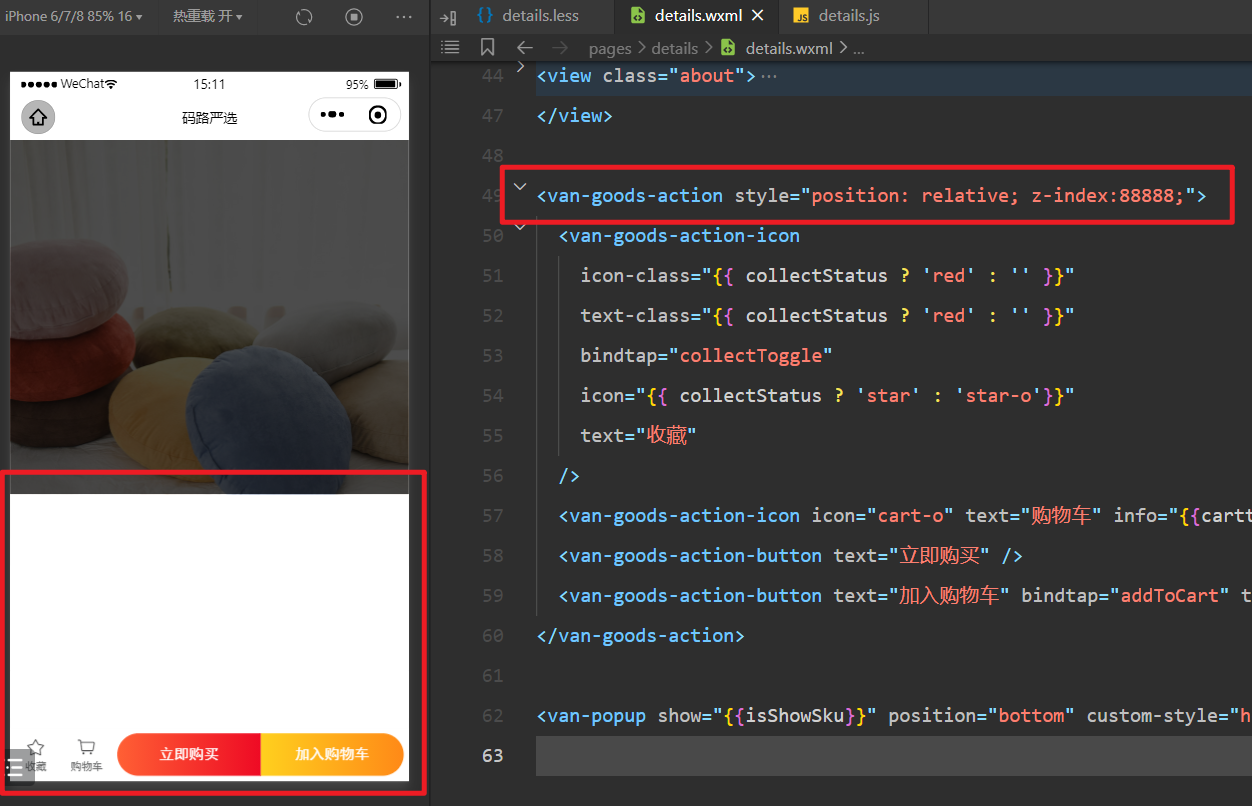 iPhone 6/7/8 85% 16
热重载 开
details.less
details.wxml
JS details.js
pages > details > details.wxml > ...
WeChat 15:11 95%
码路严选
收藏
购物车
立即购买
加入购物车
44 <view class="about">···
47 </view>
48
49 <van-goods-action style="position: relative; z-index:88888;">
50 <van-goods-action-icon
51 icon-class="{{ collectStatus ? 'red' : '' }}"
52 text-class="{{ collectStatus ? 'red' : '' }}"
53 bindtap="collectToggle"
54 icon="{{ collectStatus ? 'star' : 'star-o'}}"
55 text="收藏"
56 />
57 <van-goods-action-icon icon="cart-o" text="购物车" info="{{cartt
58 <van-goods-action-button text="立即购买" />
59 <van-goods-action-button text="加入购物车" bindtap="addToCart" t
60 </van-goods-action>
61
62 <van-popup show="{{isShowSku}}" position="bottom" custom-style="h
63